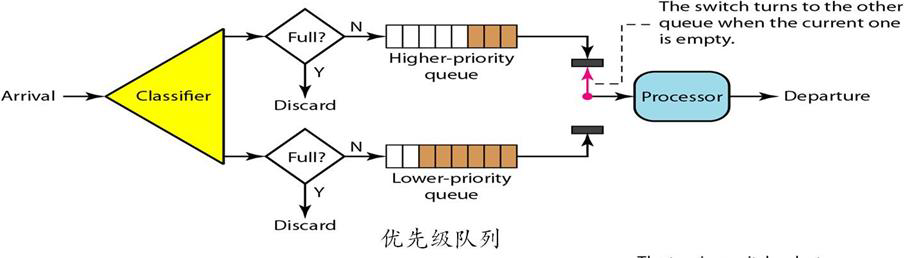 The switch turns to the other
queue when the current one
is empty.
Full?
N
Higher-priority
queue
Y
Discard
Arrival
Classifier
Processor
Departure
Full?
N
Lower-priority
queue
Y
Discard
优先级队列